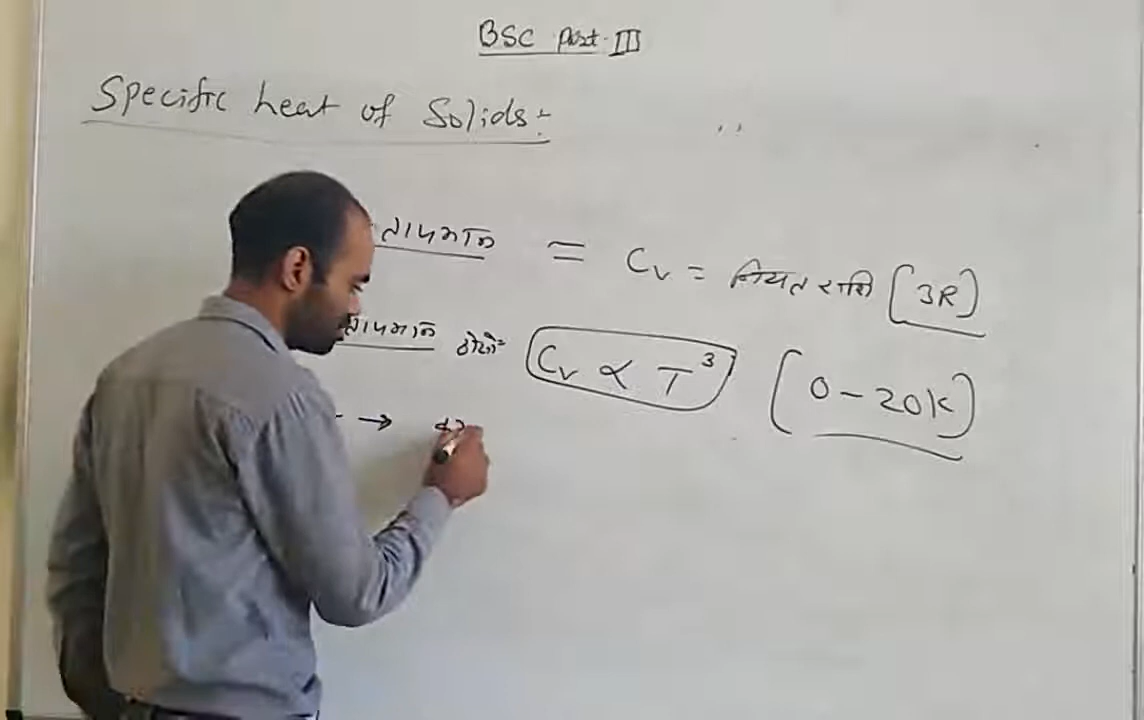 BSC Part-III
Specific heat of Solids:-
तापमान = Cv = नियत राशि [3R]
तापमान Cv ∝ T³ [0-20K]
→